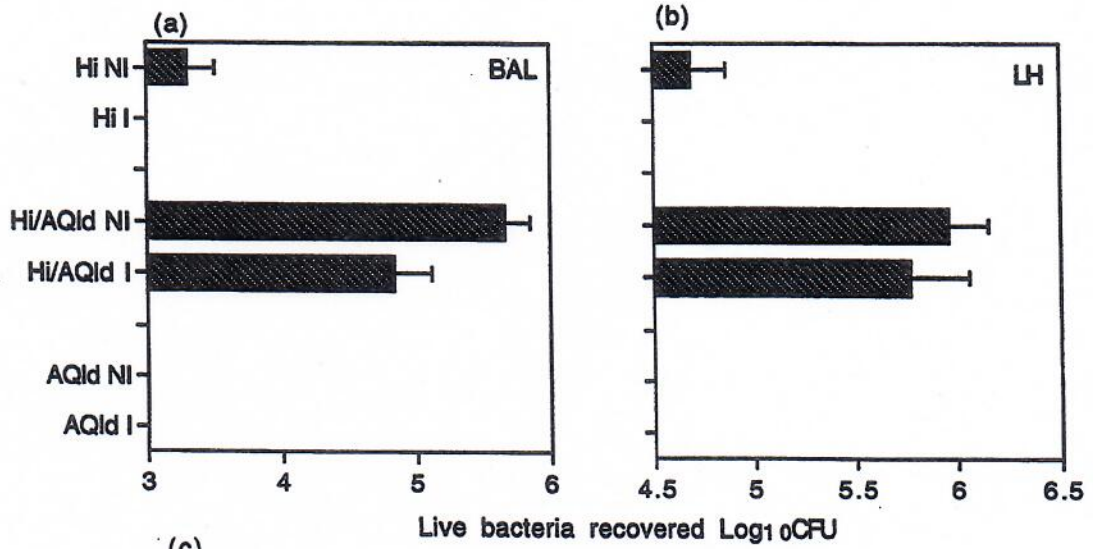 (a)
(b)
Hi NI
BAL
LH
Hi I
Hi/AQId NI
Hi/AQId I
AQId NI
AQId I
3 4 5 6
4.5 5 5.5 6 6.5
Live bacteria recovered Log10CFU
(c)